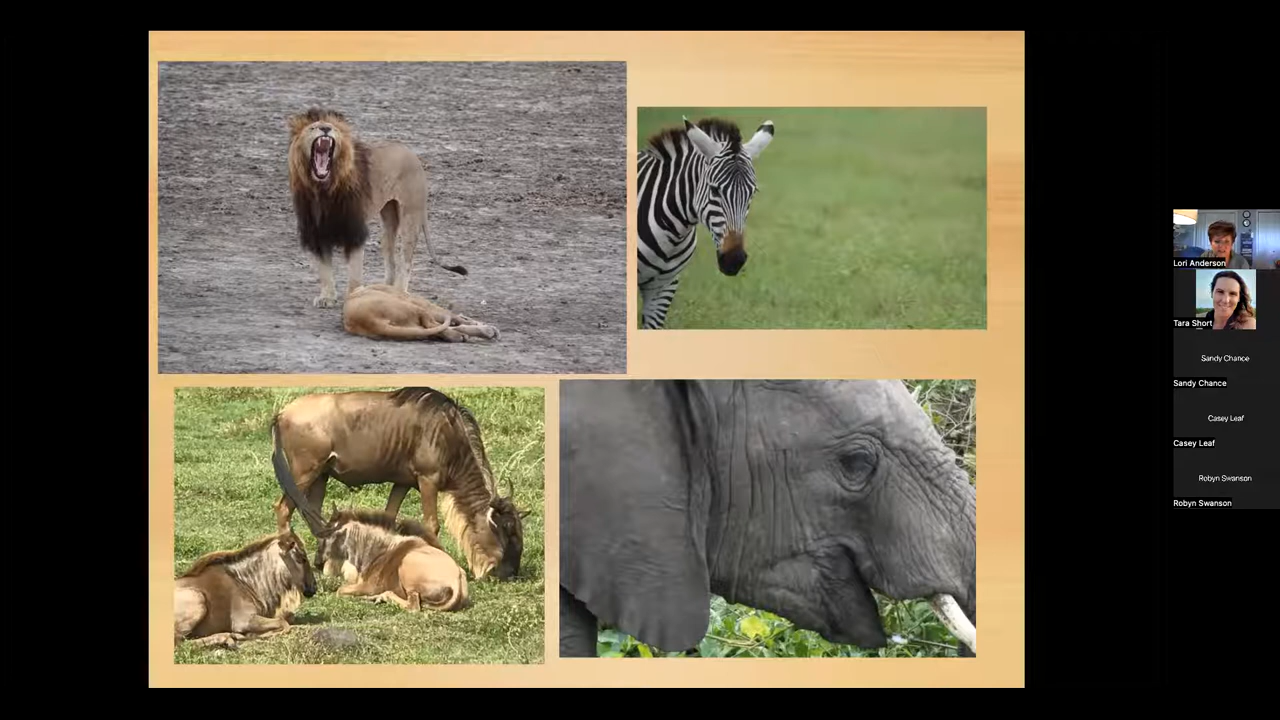 Lori Anderson
Tara Short
Sandy Chance
Sandy Chance
Casey Leaf
Casey Leaf
Robyn Swanson
Robyn Swanson